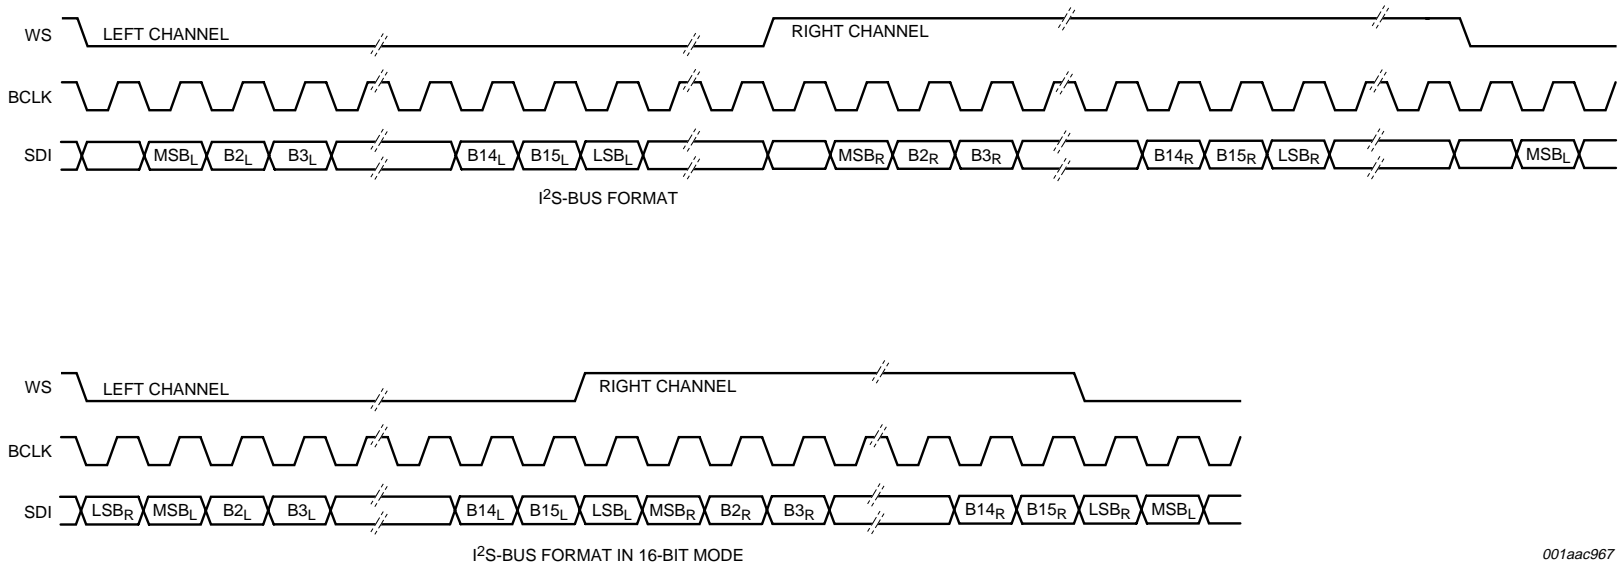 WS LEFT CHANNEL RIGHT CHANNEL
BCLK
SDI MSBL B2L B3L B14L B15L LSBL MSBR B2R B3R B14R B15R LSBR MSBL
I2S-BUS FORMAT
WS LEFT CHANNEL RIGHT CHANNEL
BCLK
SDI LSBR MSBL B2L B3L B14L B15L LSBL MSBR B2R B3R B14R B15R LSBR MSBL
I2S-BUS FORMAT IN 16-BIT MODE
001aac967